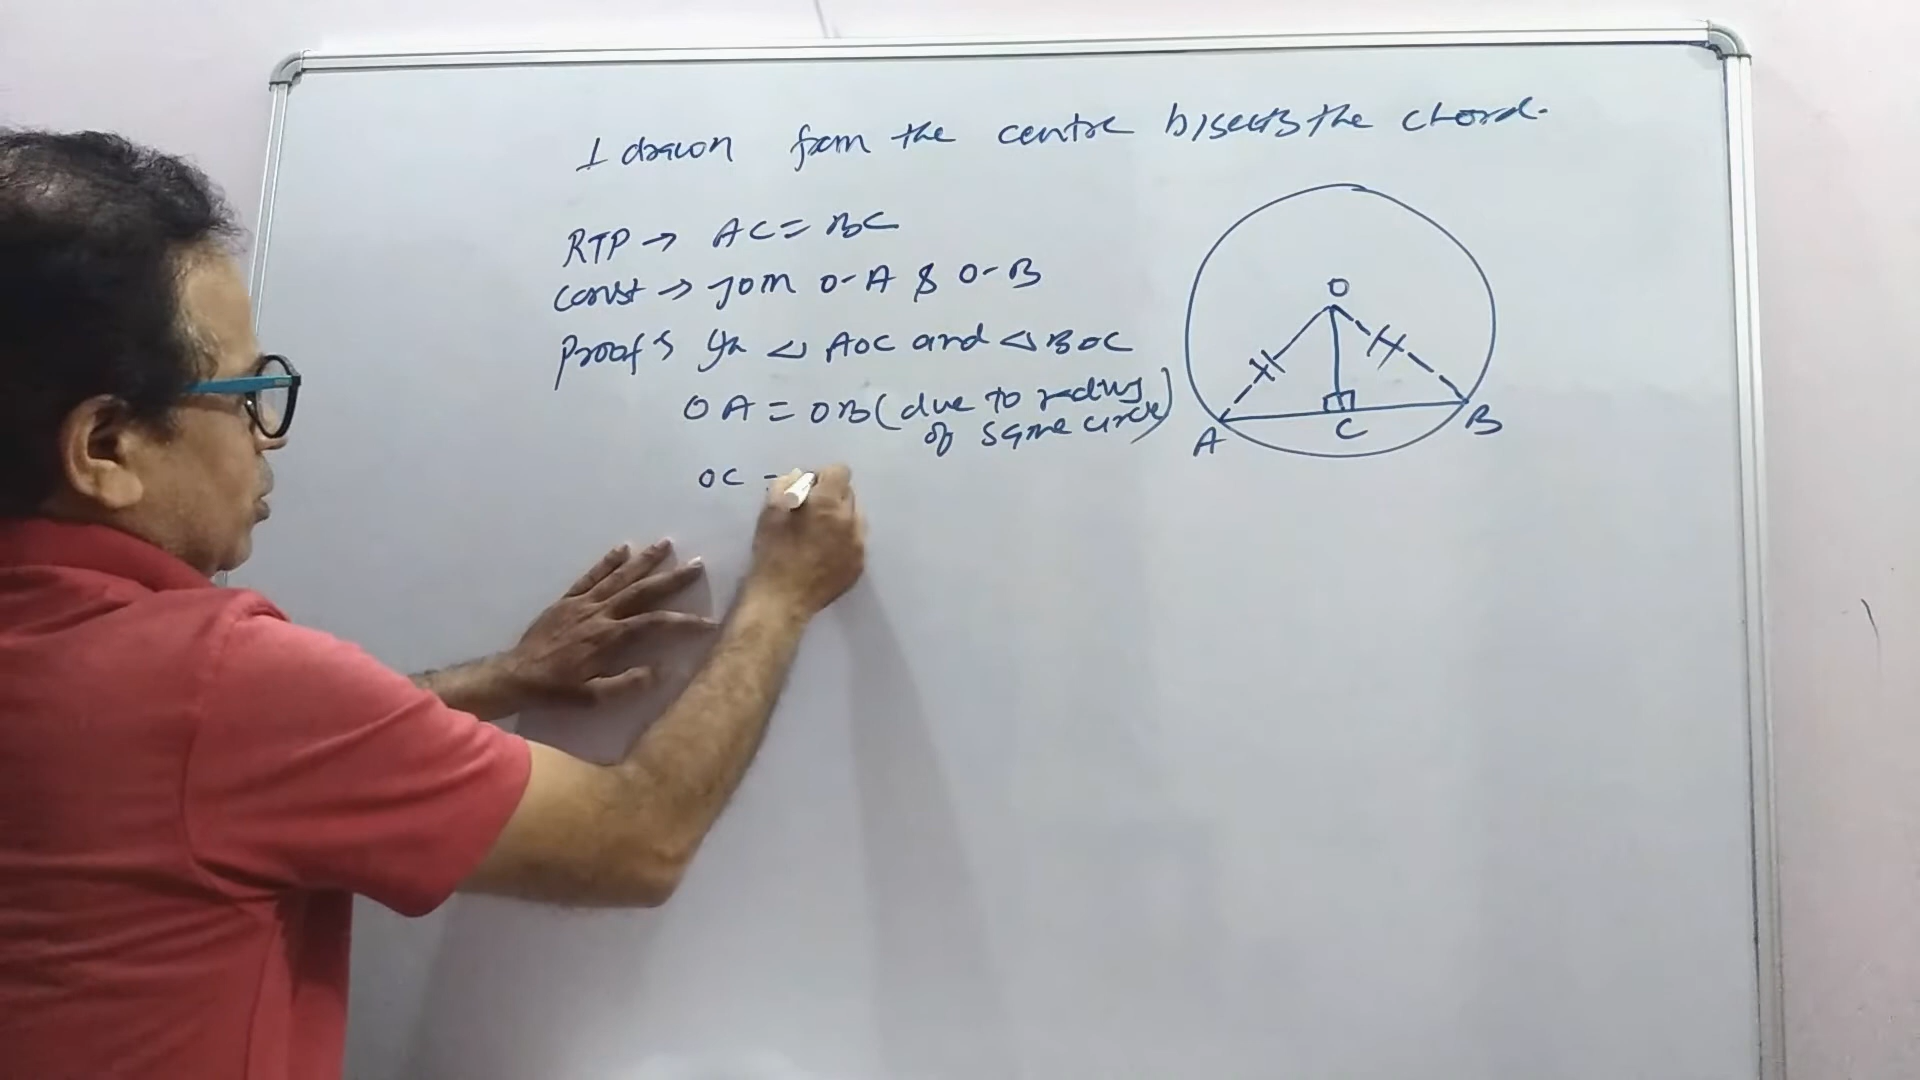 ⊥ drawn from the centre bisects the chord.
RTP → AC = BC
const → Join O-A & O-B
Proof → In △ AOC and △ BOC
OA = OB (due to radius
of same circle)
OC =
O
A
C
B